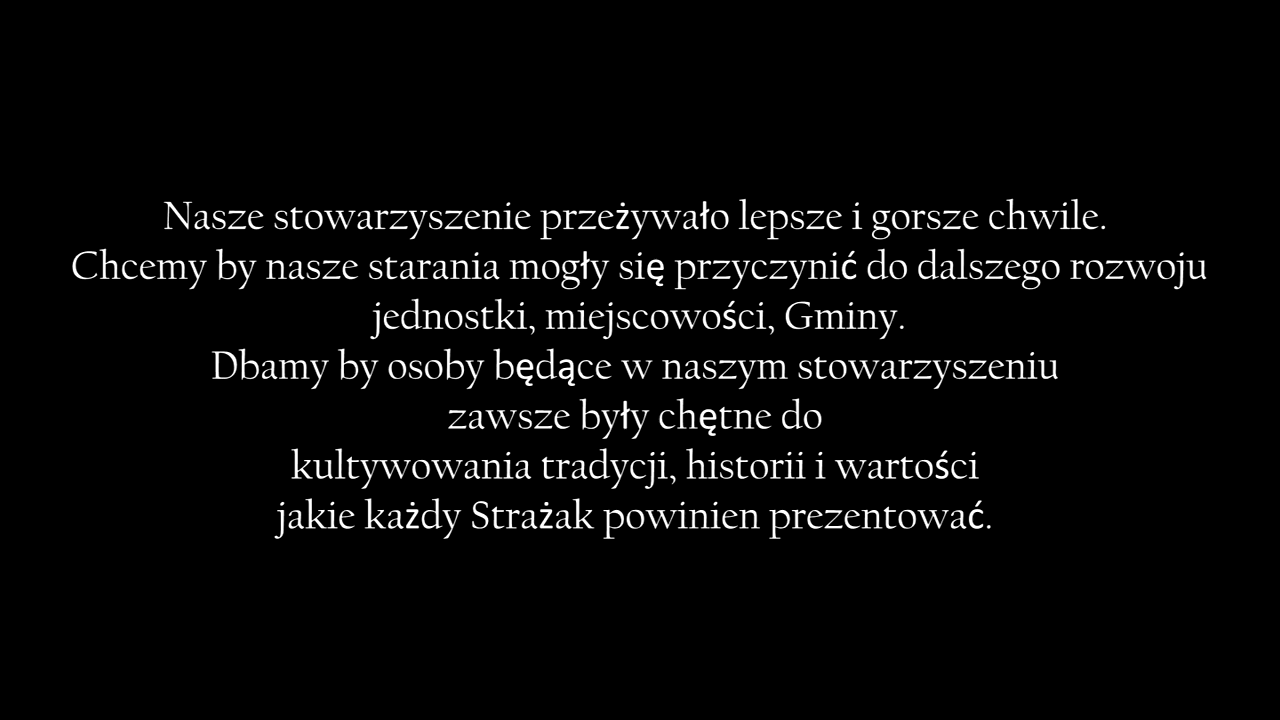 Nasze stowarzyszenie przeżywało lepsze i gorsze chwile.
Chcemy by nasze starania mogły się przyczynić do dalszego rozwoju
jednostki, miejscowości, Gminy.
Dbamy by osoby będące w naszym stowarzyszeniu
zawsze były chętne do
kultywowania tradycji, historii i wartości
jakie każdy Strażak powinien prezentować.